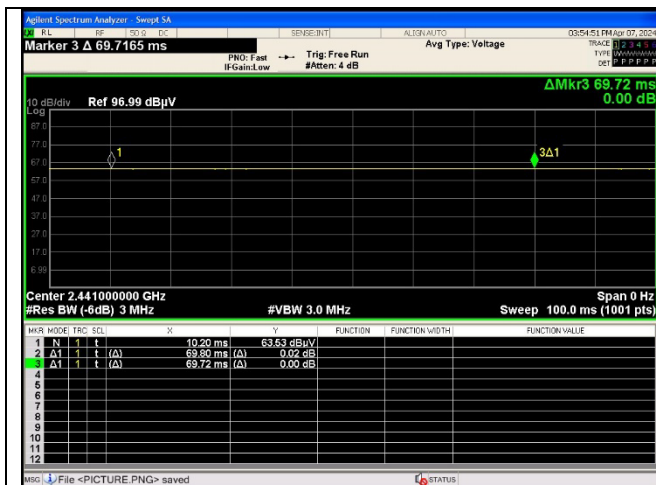 Agilent Spectrum Analyzer - Swept SA
RL RF 50 Ω DC SENSE:INT ALIGN AUTO 03:54:51 PM Apr 07, 2024
Marker 3 Δ 69.7165 ms
PNO: Fast Trig: Free Run Avg Type: Voltage TRACE 1 2 3 4 5 6
IFGain:Low #Atten: 4 dB TYPE
DET P P P P P P
ΔMkr3 69.72 ms
10 dB/div Ref 96.99 dBµV 0.00 dB
Log
87.0
77.0
1 3Δ1
67.0
57.0
47.0
37.0
27.0
17.0
6.99
Center 2.441000000 GHz Span 0 Hz
#Res BW (-6dB) 3 MHz #VBW 3.0 MHz Sweep 100.0 ms (1001 pts)
MKR MODE TRC SCL X Y FUNCTION FUNCTION WIDTH FUNCTION VALUE
1 N 1 t 10.20 ms 63.53 dBµV
2 Δ1 1 t (Δ) 69.80 ms (Δ) 0.02 dB
3 Δ1 1 t (Δ) 69.72 ms (Δ) 0.00 dB
4
5
6
7
8
9
10
11
12
MSG File <PICTURE.PNG> saved STATUS